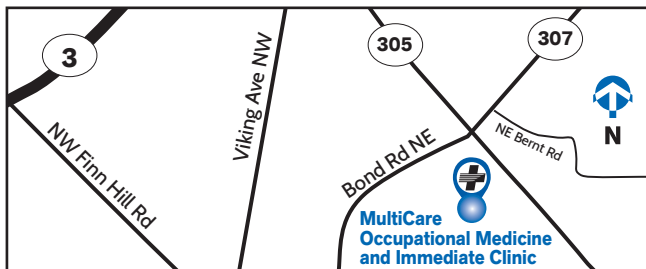 3
305
307
Viking Ave NW
NW Finn Hill Rd
Bond Rd NE
NE Bernt Rd
N
MultiCare
Occupational Medicine
and Immediate Clinic